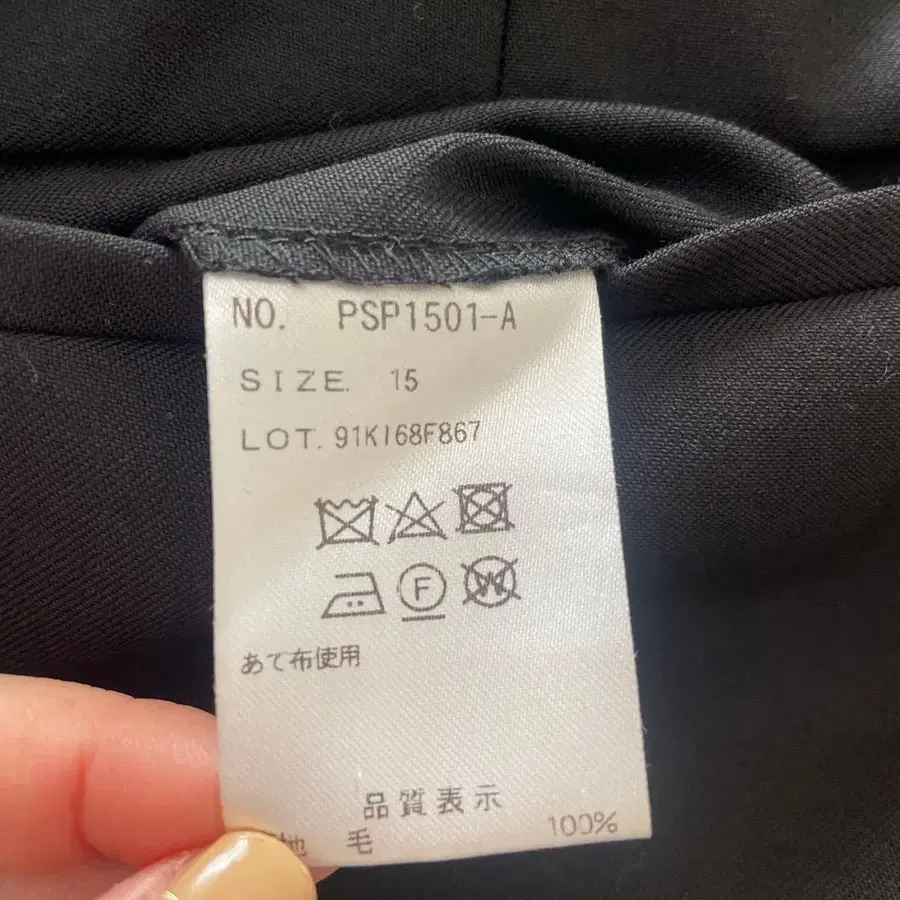 NO. PSP1501-A
SIZE. 15
LOT. 91KI68F867
F
W
あて布使用
品質表示
地 毛 100%